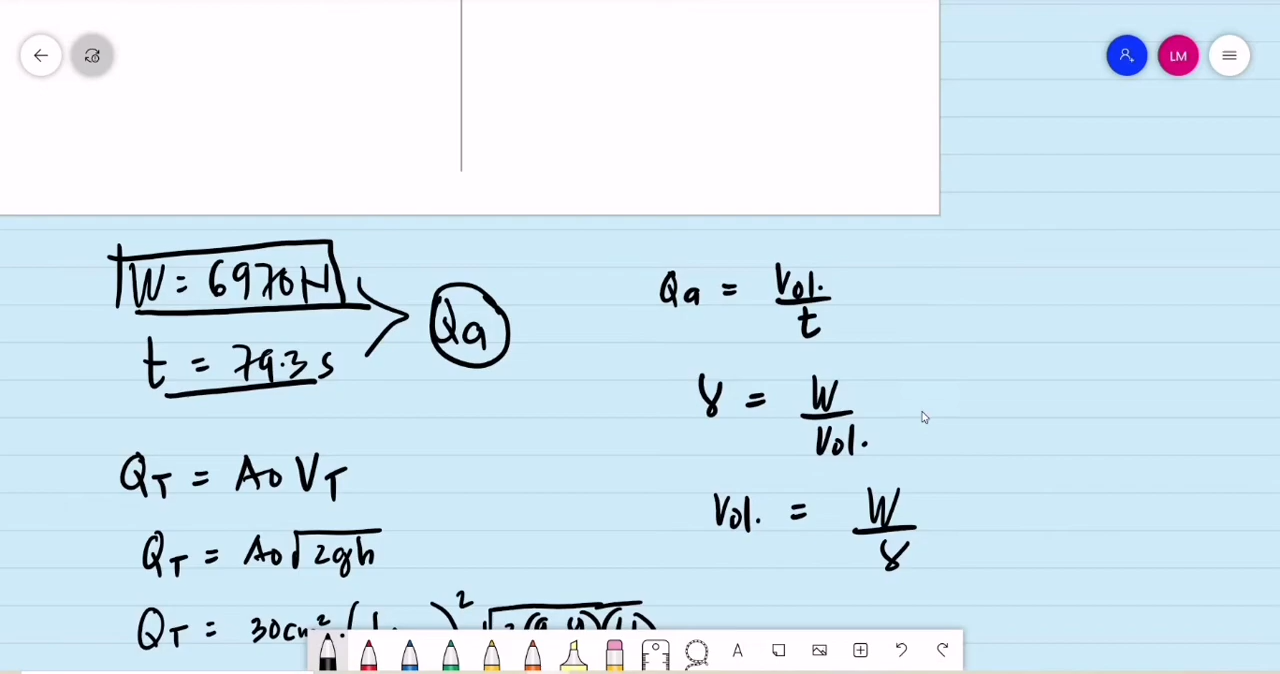 LM
W = 6970N
t = 79.3 s
Qa
QT = Ao VT
QT = Ao √2gh
QT = 30cm².
Qa = Vol. / t
γ = W / Vol.
Vol. = W / γ
A